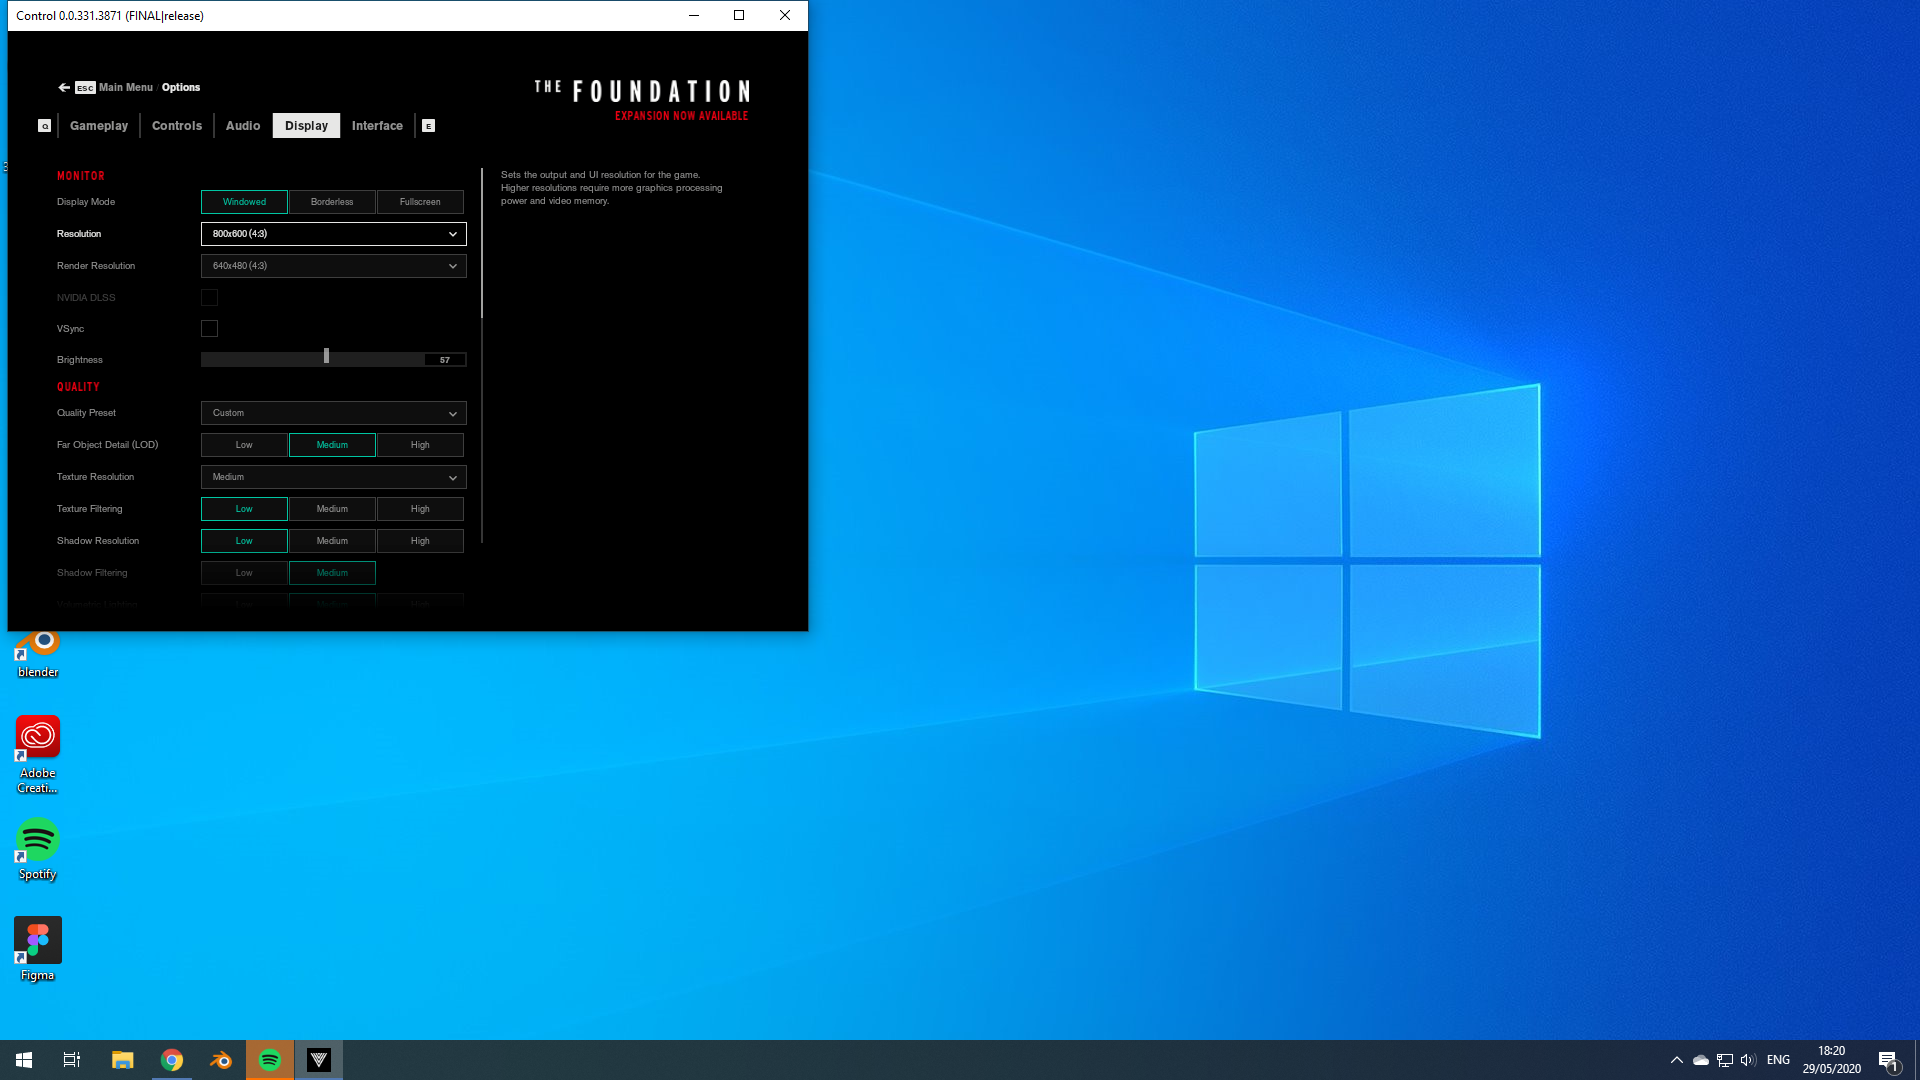 Control 0.0.331.3871 (FINAL|release)
ESC Main Menu / Options
THE FOUNDATION
EXPANSION NOW AVAILABLE
Q Gameplay Controls Audio Display Interface E
MONITOR
Display Mode Windowed Borderless Fullscreen
Resolution 800x600 (4:3)
Render Resolution 640x480 (4:3)
NVIDIA DLSS
VSync
Brightness 57
QUALITY
Quality Preset Custom
Far Object Detail (LOD) Low Medium High
Texture Resolution Medium
Texture Filtering Low Medium High
Shadow Resolution Low Medium High
Shadow Filtering Low Medium
Volumetric Lighting Low Medium High
Sets the output and UI resolution for the game.
Higher resolutions require more graphics processing
power and video memory.
3
blender
Adobe
Creati...
Spotify
Figma
ENG
18:20
29/05/2020
1